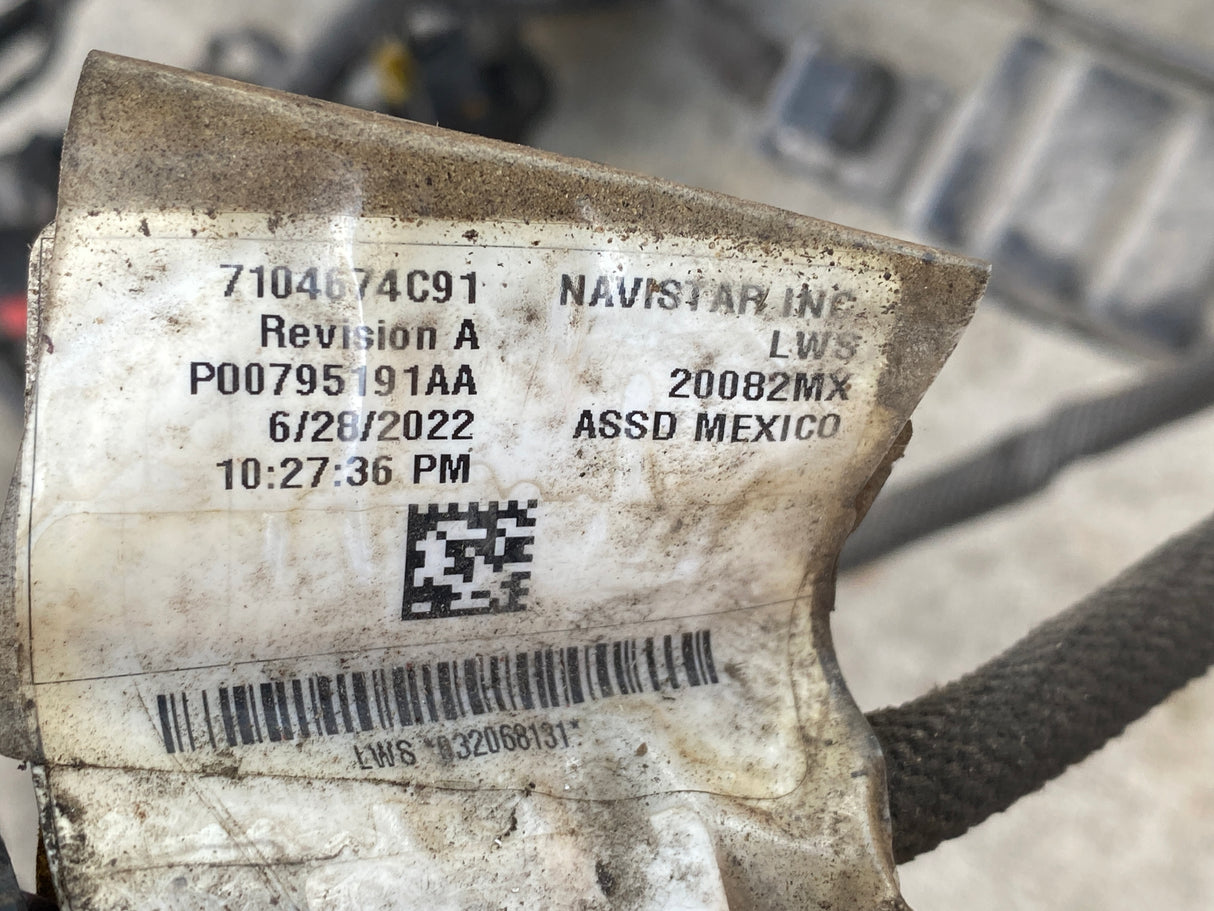 7104674C91
Revision A
P00795191AA
6/28/2022
10:27:36 PM
NAVISTAR, INC.
LWS
20082MX
ASSD MEXICO
LWS *032068131*